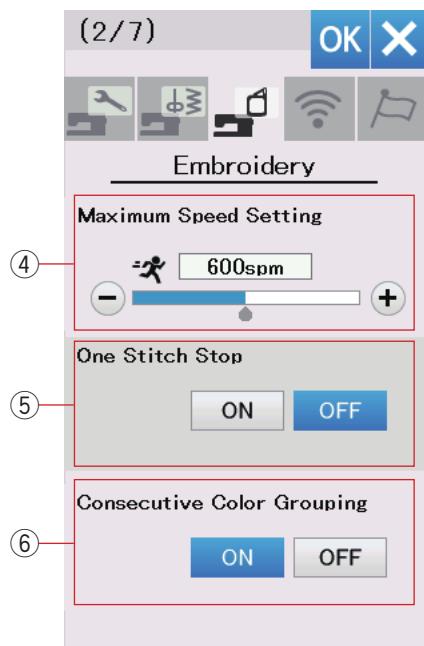 (2/7)
OK
Embroidery
Maximum Speed Setting
④
600spm
One Stitch Stop
⑤
ON OFF
Consecutive Color Grouping
⑥
ON OFF